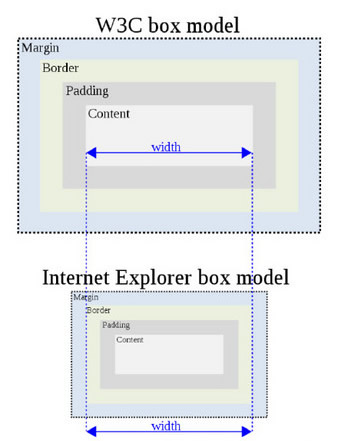 W3C box model
Margin
Border
Padding
Content
width
Internet Explorer box model
Margin
Border
Padding
Content
width